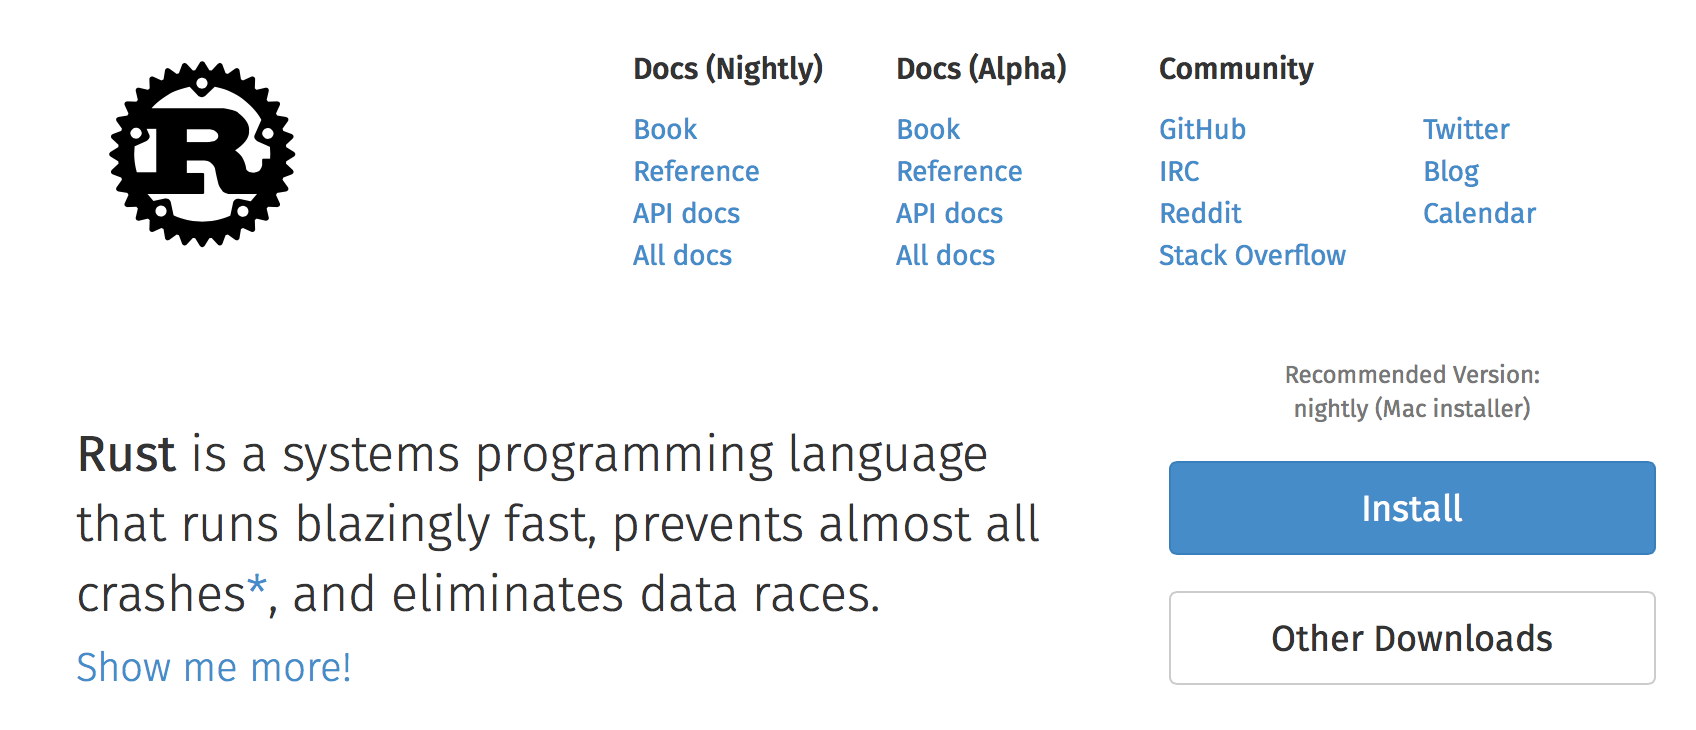 R
Docs (Nightly)
Book
Reference
API docs
All docs
Docs (Alpha)
Book
Reference
API docs
All docs
Community
GitHub
IRC
Reddit
Stack Overflow
Twitter
Blog
Calendar
Rust is a systems programming language
that runs blazingly fast, prevents almost all
crashes*, and eliminates data races.
Show me more!
Recommended Version:
nightly (Mac installer)
Install
Other Downloads